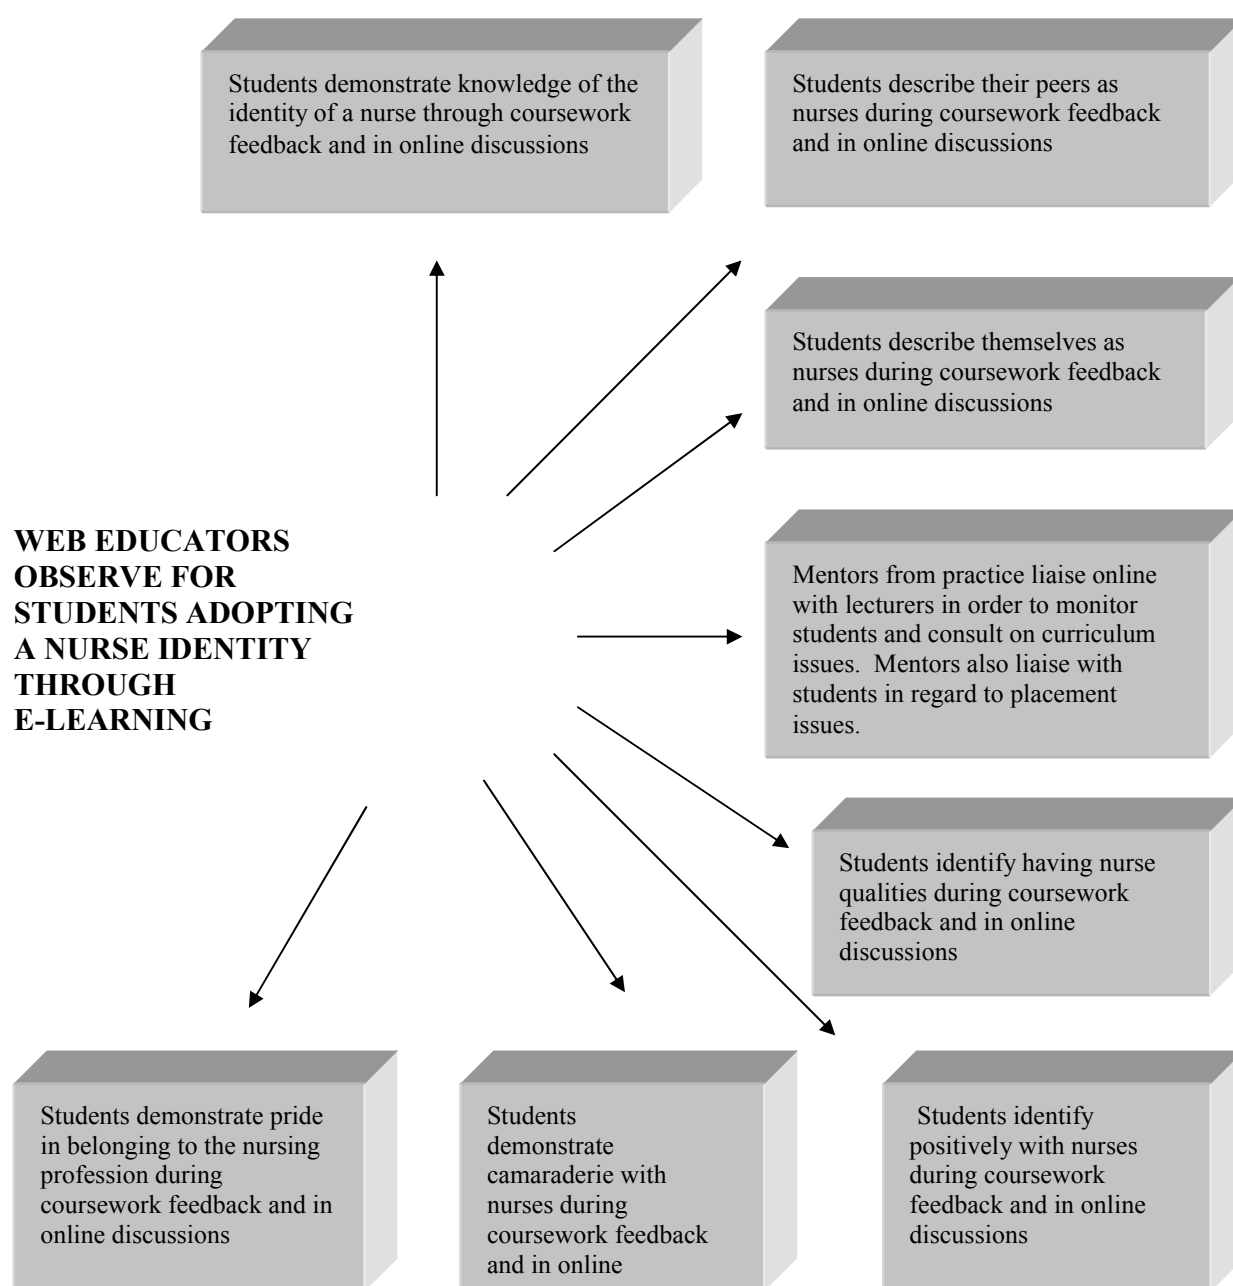 Students demonstrate knowledge of the
identity of a nurse through coursework
feedback and in online discussions
Students describe their peers as
nurses during coursework feedback
and in online discussions
Students describe themselves as
nurses during coursework feedback
and in online discussions
WEB EDUCATORS
OBSERVE FOR
STUDENTS ADOPTING
A NURSE IDENTITY
THROUGH
E-LEARNING
Mentors from practice liaise online
with lecturers in order to monitor
students and consult on curriculum
issues.  Mentors also liaise with
students in regard to placement
issues.
Students identify having nurse
qualities during coursework
feedback and in online
discussions
Students demonstrate pride
in belonging to the nursing
profession during
coursework feedback and in
online discussions
Students
demonstrate
camaraderie with
nurses during
coursework feedback
and in online
Students identify
positively with nurses
during coursework
feedback and in online
discussions